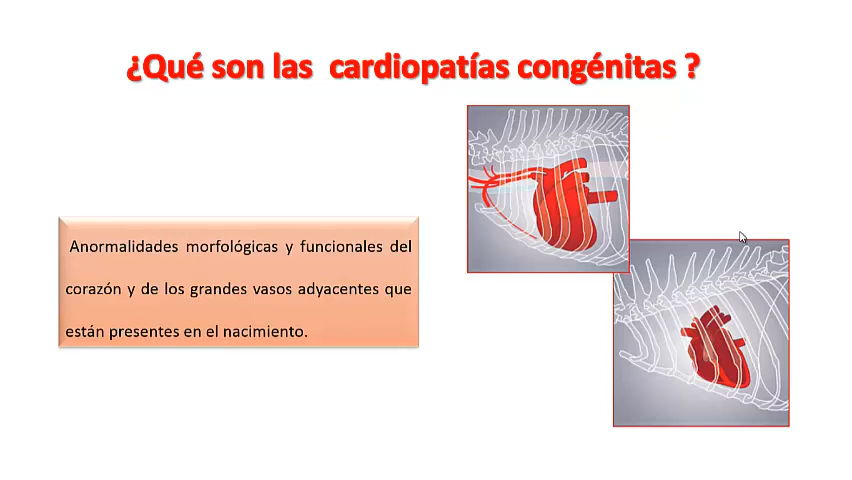 ¿Qué son las cardiopatías congénitas ?
Anormalidades morfológicas y funcionales del
corazón y de los grandes vasos adyacentes que
están presentes en el nacimiento.